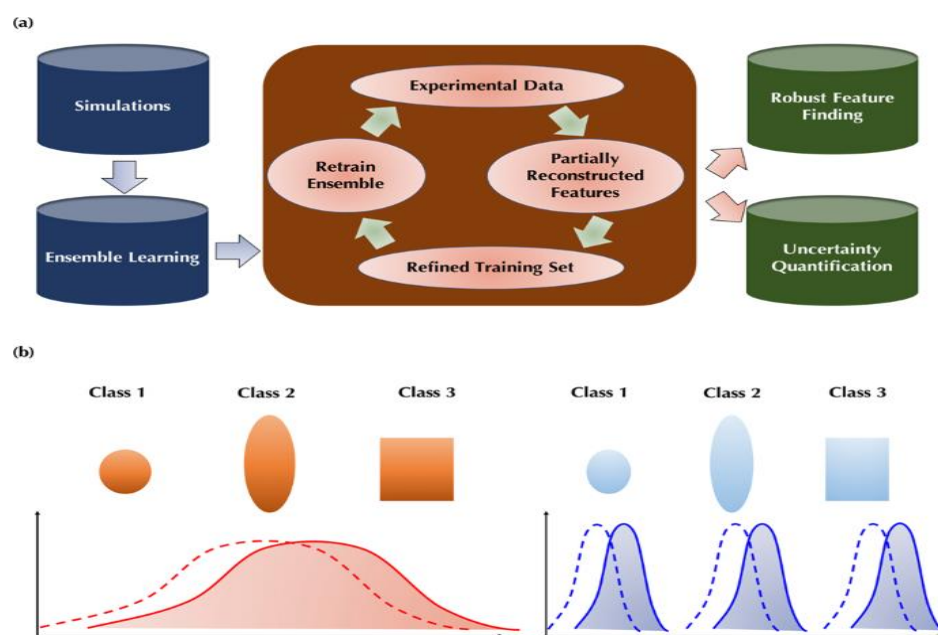 (a)
Simulations
Ensemble Learning
Experimental Data
Partially
Reconstructed
Features
Refined Training Set
Retrain
Ensemble
Robust Feature
Finding
Uncertainty
Quantification
(b)
Class 1
Class 2
Class 3
Class 1
Class 2
Class 3